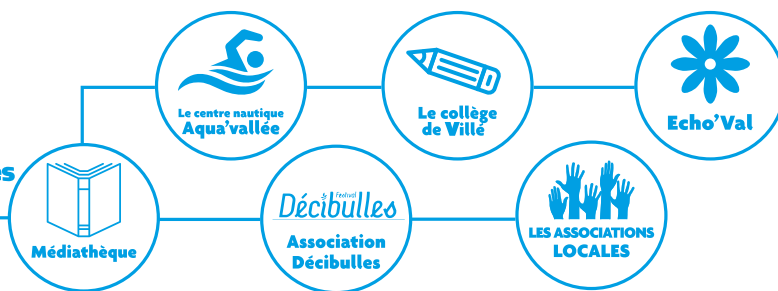 Le centre nautique
Aqua'vallée
Le collège
de Villé
Echo'Val
es
Médiathèque
Festival
Décibulles
Association
Décibulles
LES ASSOCIATIONS
LOCALES